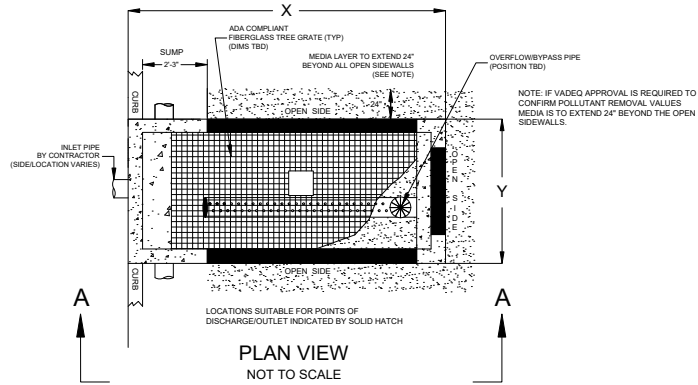 X
ADA COMPLIANT
FIBERGLASS TREE GRATE (TYP)
(DIMS TBD)
SUMP
2'-3"
MEDIA LAYER TO EXTEND 24"
BEYOND ALL OPEN SIDEWALLS
(SEE NOTE)
OVERFLOW/BYPASS PIPE
(POSITION TBD)
NOTE: IF VADEQ APPROVAL IS REQUIRED TO
CONFIRM POLLUTANT REMOVAL VALUES
MEDIA IS TO EXTEND 24" BEYOND THE OPEN
SIDEWALLS.
CURB
OPEN SIDE
24"
INLET PIPE
BY CONTRACTOR
(SIDE/LOCATION VARIES)
OPEN SIDE
Y
OPEN SIDE
CURB
A
A
LOCATIONS SUITABLE FOR POINTS OF
DISCHARGE/OUTLET INDICATED BY SOLID HATCH
PLAN VIEW
NOT TO SCALE